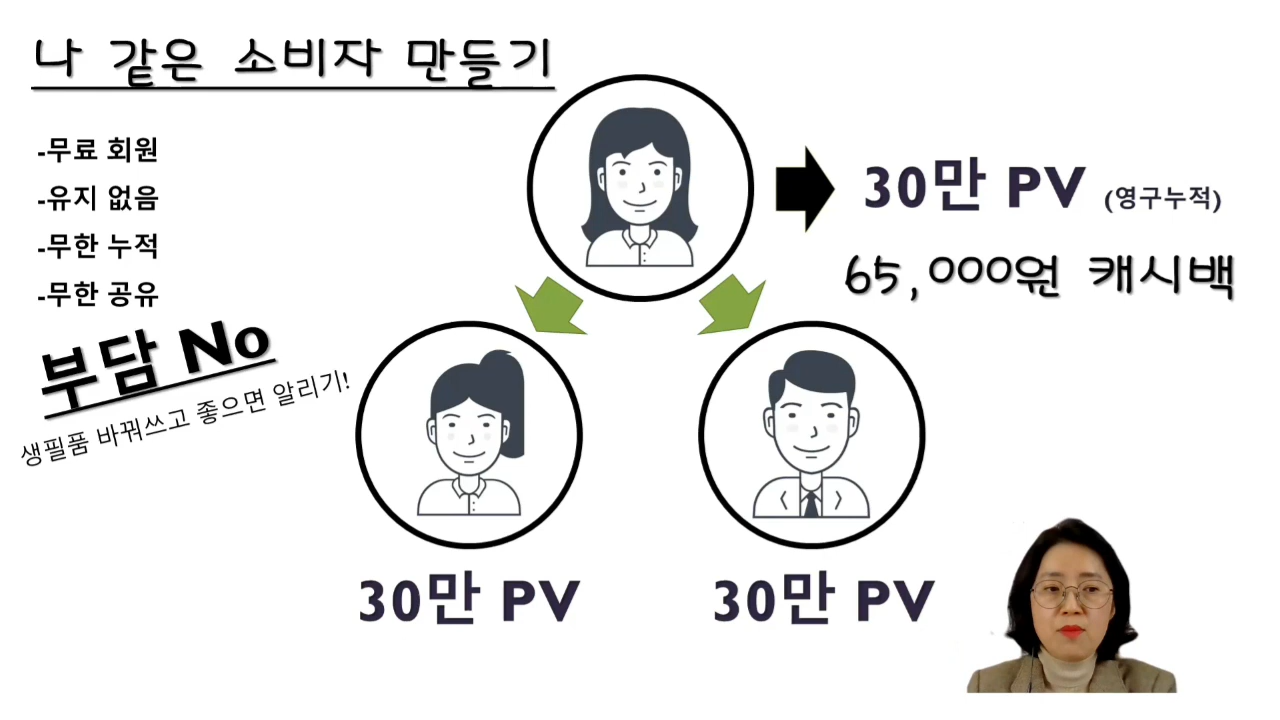 나 같은 소비자 만들기
-무료 회원
-유지 없음
-무한 누적
-무한 공유
부담 No
생필품 바꿔쓰고 좋으면 알리기!
30만 PV (영구누적)
65,000원 캐시백
30만 PV
30만 PV